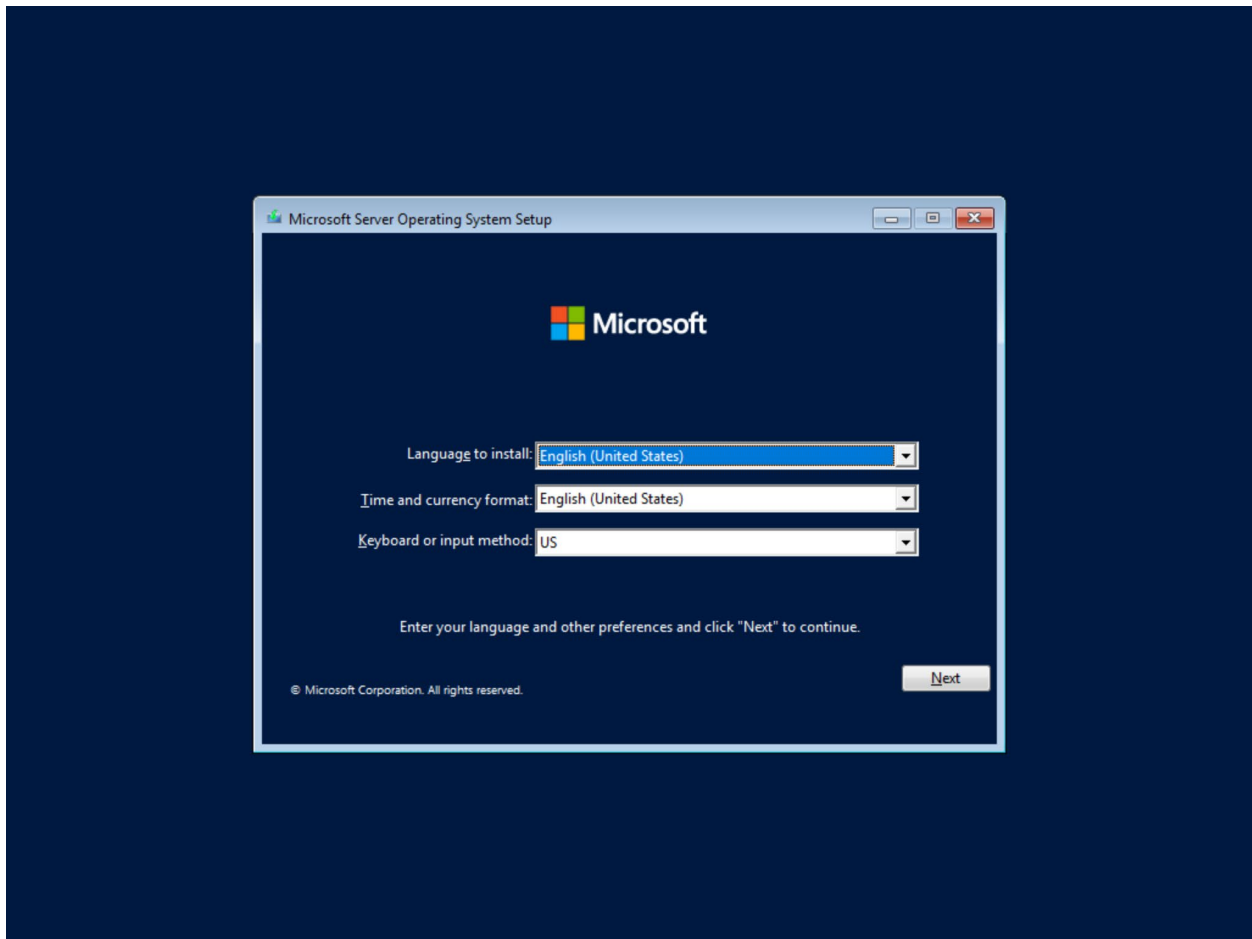 Microsoft Server Operating System Setup
Microsoft
Language to install: English (United States)
Time and currency format: English (United States)
Keyboard or input method: US
Enter your language and other preferences and click "Next" to continue.
Next
© Microsoft Corporation. All rights reserved.